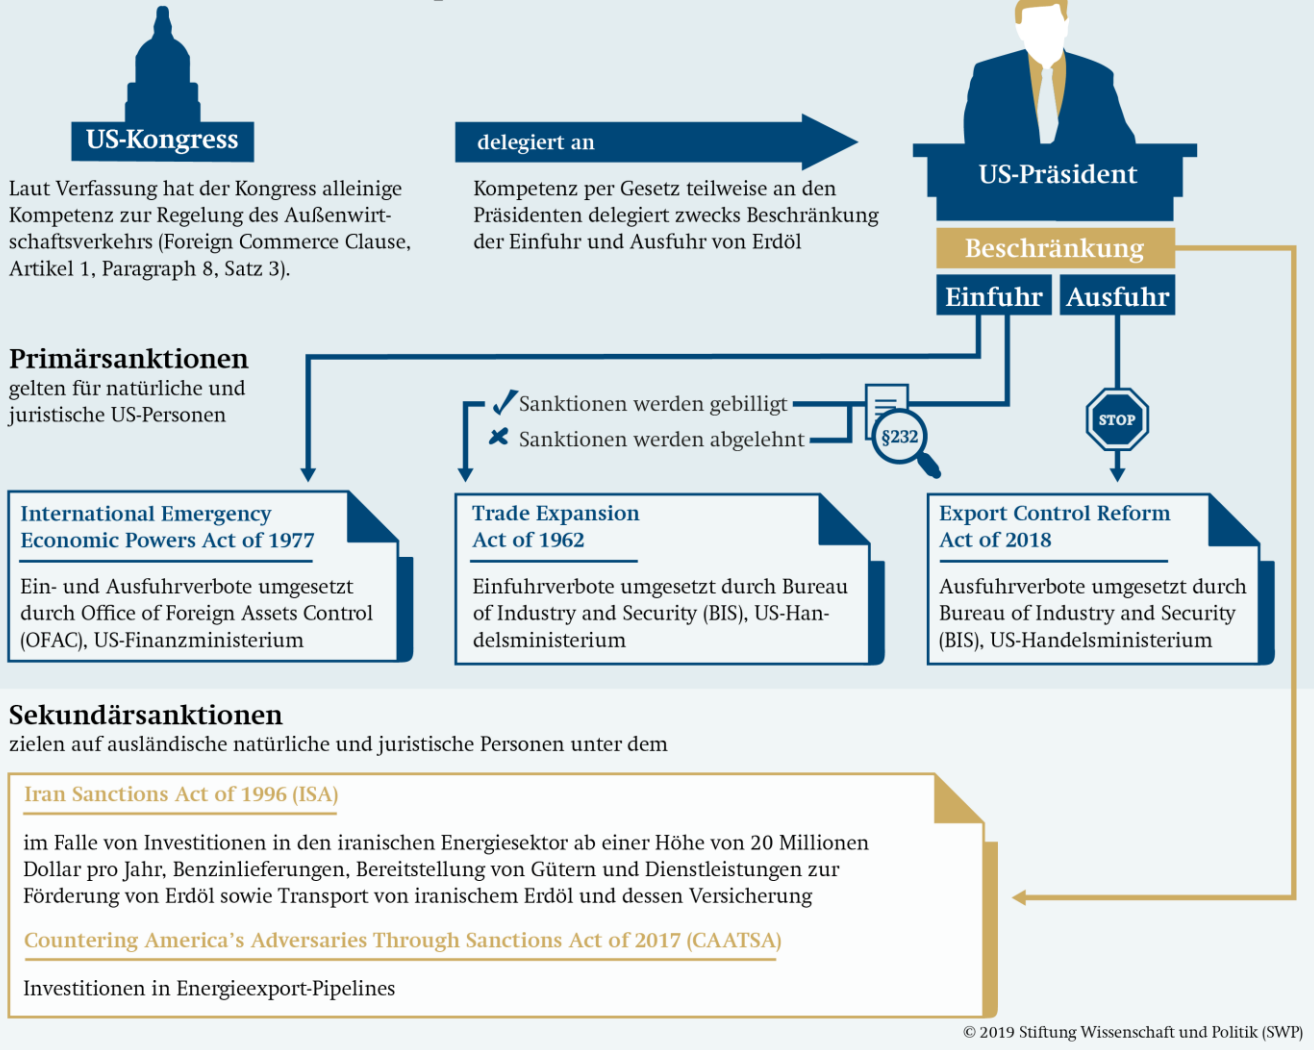 US-Kongress
delegiert an
US-Präsident
Laut Verfassung hat der Kongress alleinige
Kompetenz zur Regelung des Außenwirt-
schaftsverkehrs (Foreign Commerce Clause,
Artikel 1, Paragraph 8, Satz 3).
Kompetenz per Gesetz teilweise an den
Präsidenten delegiert zwecks Beschränkung
der Einfuhr und Ausfuhr von Erdöl
Beschränkung
Einfuhr
Ausfuhr
Primärsanktionen
gelten für natürliche und
juristische US-Personen
Sanktionen werden gebilligt
Sanktionen werden abgelehnt
§232
STOP
International Emergency
Economic Powers Act of 1977
Ein- und Ausfuhrverbote umgesetzt
durch Office of Foreign Assets Control
(OFAC), US-Finanzministerium
Trade Expansion
Act of 1962
Einfuhrverbote umgesetzt durch Bureau
of Industry and Security (BIS), US-Han-
delsministerium
Export Control Reform
Act of 2018
Ausfuhrverbote umgesetzt durch
Bureau of Industry and Security
(BIS), US-Handelsministerium
Sekundärsanktionen
zielen auf ausländische natürliche und juristische Personen unter dem
Iran Sanctions Act of 1996 (ISA)
im Falle von Investitionen in den iranischen Energiesektor ab einer Höhe von 20 Millionen
Dollar pro Jahr, Benzinlieferungen, Bereitstellung von Gütern und Dienstleistungen zur
Förderung von Erdöl sowie Transport von iranischem Erdöl und dessen Versicherung
Countering America's Adversaries Through Sanctions Act of 2017 (CAATSA)
Investitionen in Energieexport-Pipelines
© 2019 Stiftung Wissenschaft und Politik (SWP)